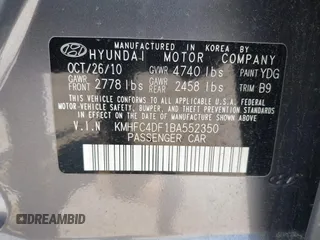 MANUFACTURED IN KOREA BY
HYUNDAI MOTOR COMPANY
OCT/26/10 GVWR 4740 lbs PAINT YDG
GAWR FRONT 2778 lbs GAWR REAR 2458 lbs TRIM B9
THIS VEHICLE CONFORMS TO ALL APPLICABLE
U.S. FEDERAL MOTOR VEHICLE
SAFETY, BUMPER, AND THEFT
PREVENTION STANDARDS IN EFFECT ON
THE DATE OF MANUFACTURE SHOWN ABOVE.
V.I.N KMHFC4DF1BA552350
PASSENGER CAR
DREAMBID.COM